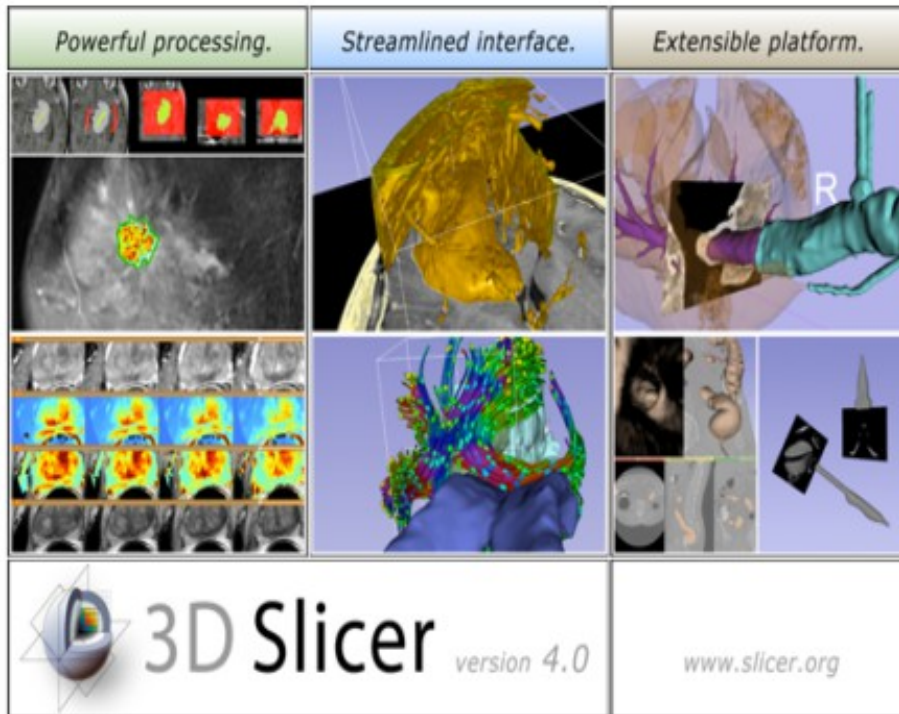 Powerful processing.
Streamlined interface.
Extensible platform.
R
3D Slicer version 4.0
www.slicer.org